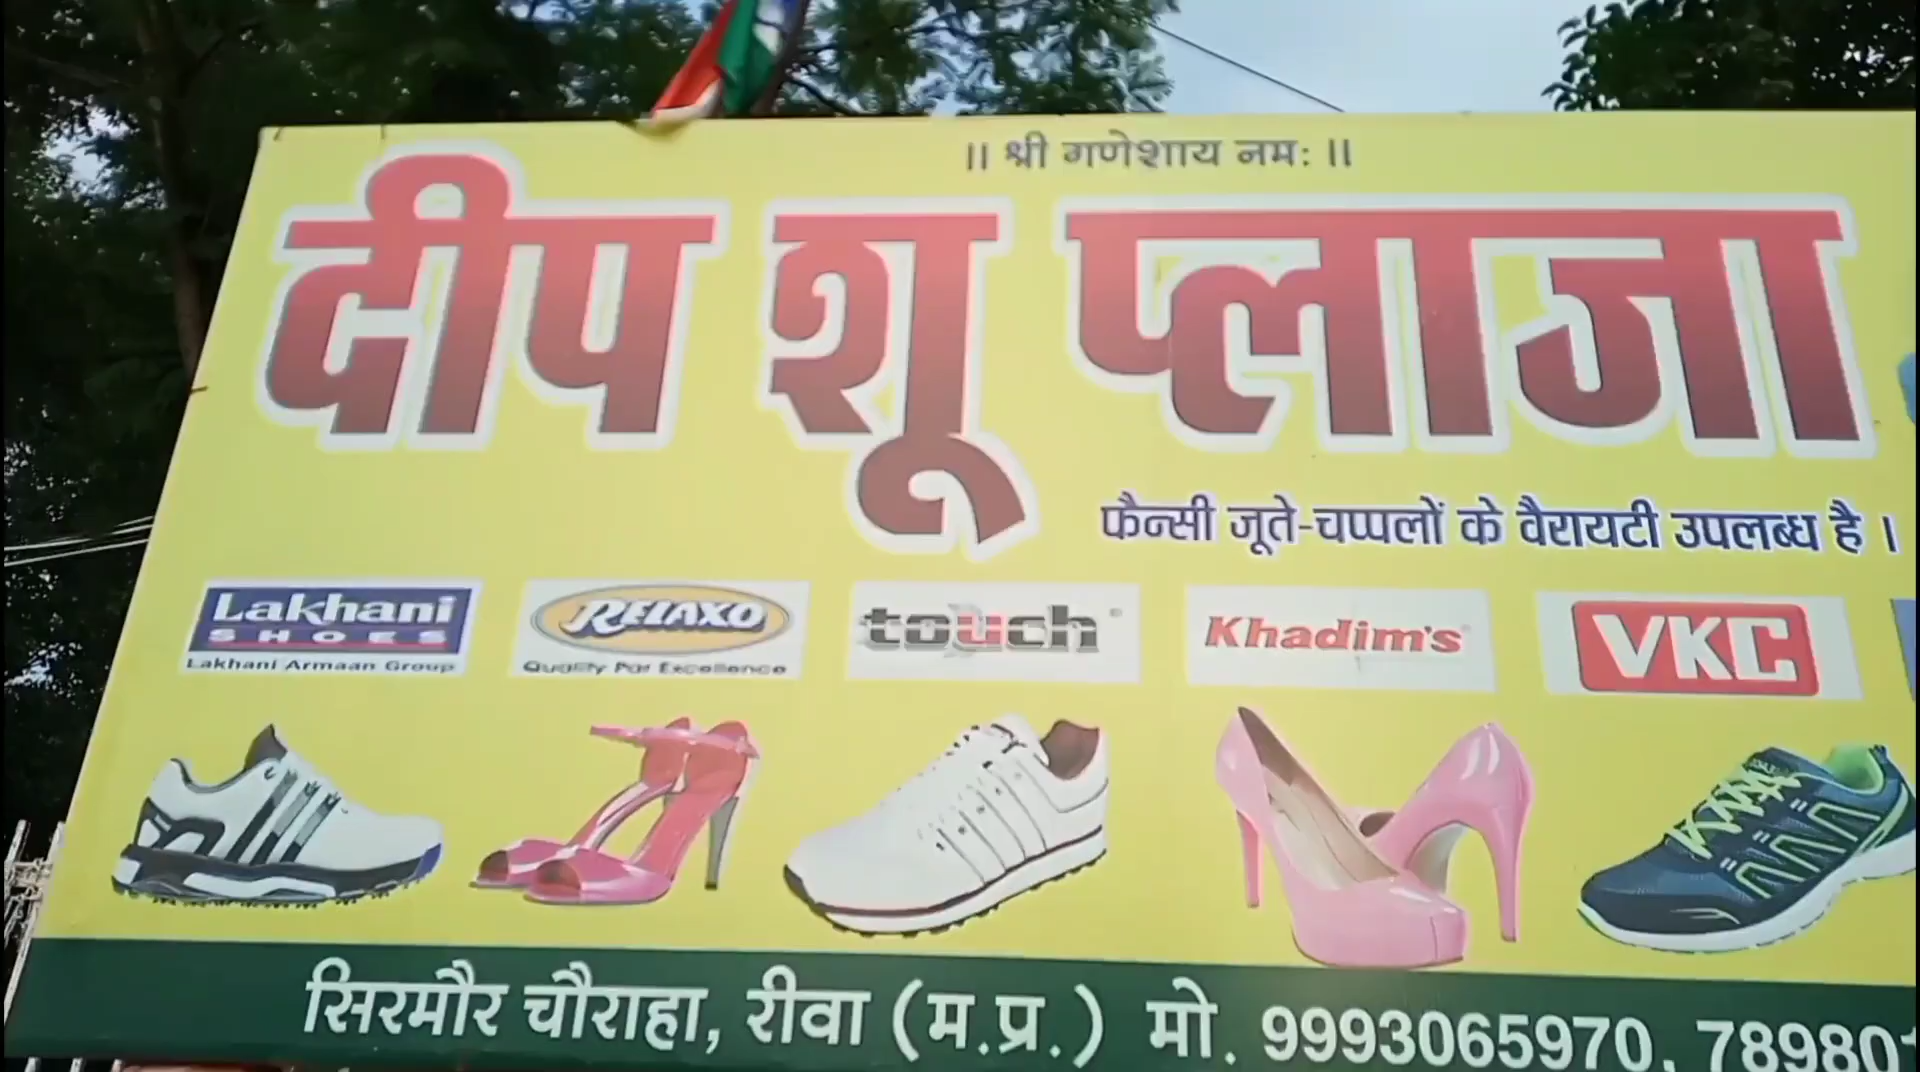 ॥ श्री गणेशाय नमः ॥
दीप शू प्लाजा
फैन्सी जूते-चप्पलों के वैरायटी उपलब्ध है।
Lakhani
SHOES
Lakhani Armaan Group
RELAXO
Quality Par Excellence
touch
Khadim's
VKC
सिरमौर चौराहा, रीवा (म.प्र.) मो. 9993065970,